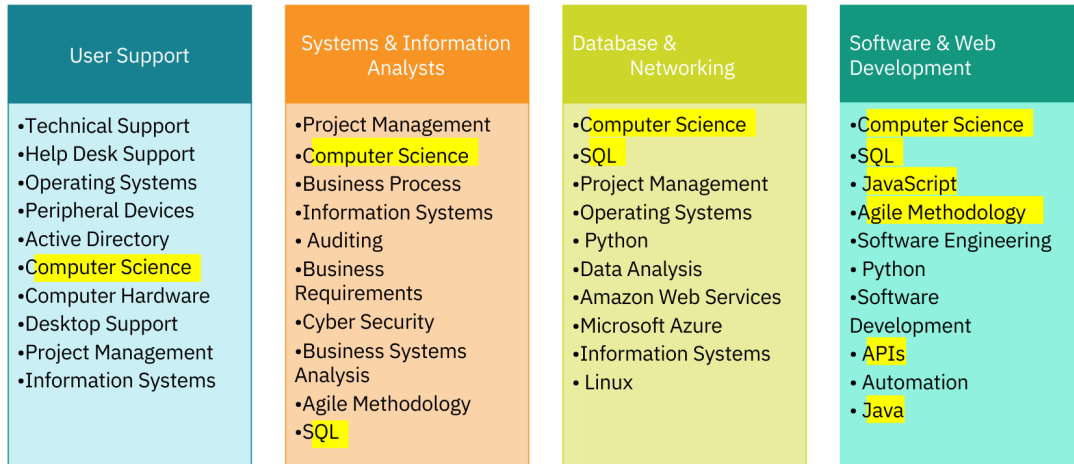 User Support
•Technical Support
•Help Desk Support
•Operating Systems
•Peripheral Devices
•Active Directory
•Computer Science
•Computer Hardware
•Desktop Support
•Project Management
•Information Systems
Systems & Information
Analysts
•Project Management
•Computer Science
•Business Process
•Information Systems
• Auditing
•Business
Requirements
•Cyber Security
•Business Systems
Analysis
•Agile Methodology
•SQL
Database &
Networking
•Computer Science
•SQL
•Project Management
•Operating Systems
• Python
•Data Analysis
•Amazon Web Services
•Microsoft Azure
•Information Systems
• Linux
Software & Web
Development
•Computer Science
•SQL
• JavaScript
•Agile Methodology
•Software Engineering
• Python
•Software
Development
• APIs
• Automation
• Java